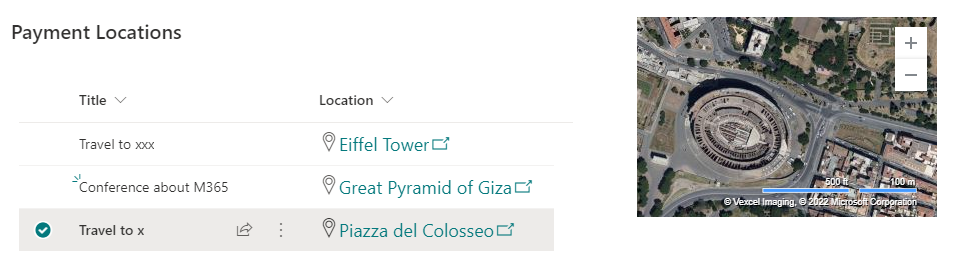 Payment Locations
Title Location
Travel to xxx Eiffel Tower
Conference about M365 Great Pyramid of Giza
Travel to x Piazza del Colosseo
500 ft 100 m
© Vexcel Imaging, © 2022 Microsoft Corporation